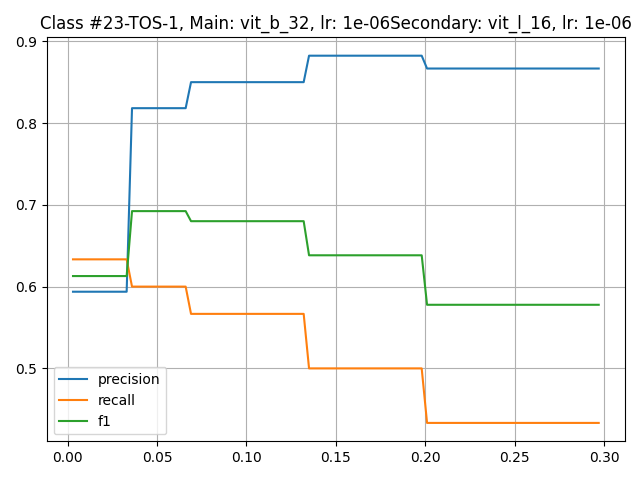 Class #23-TOS-1, Main: vit_b_32, lr: 1e-06Secondary: vit_l_16, lr: 1e-06
0.9
0.8
0.7
0.6
0.5
precision
recall
f1
0.00 0.05 0.10 0.15 0.20 0.25 0.30